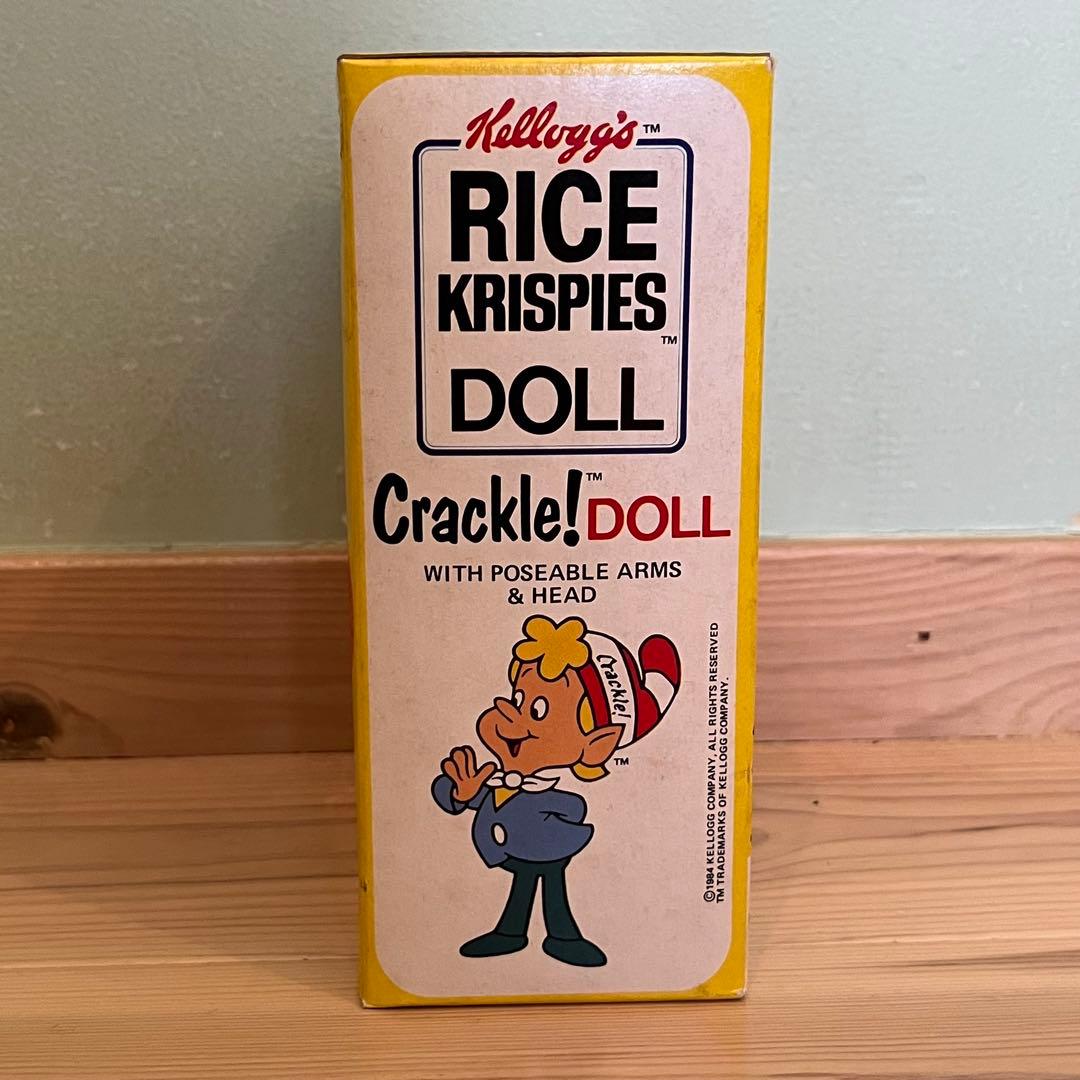 Kellogg's™
RICE
KRISPIES™
DOLL
Crackle!™ DOLL
WITH POSEABLE ARMS
& HEAD
Crackle!
TM
©1984 KELLOGG COMPANY, ALL RIGHTS RESERVED
TM TRADEMARKS OF KELLOGG COMPANY.